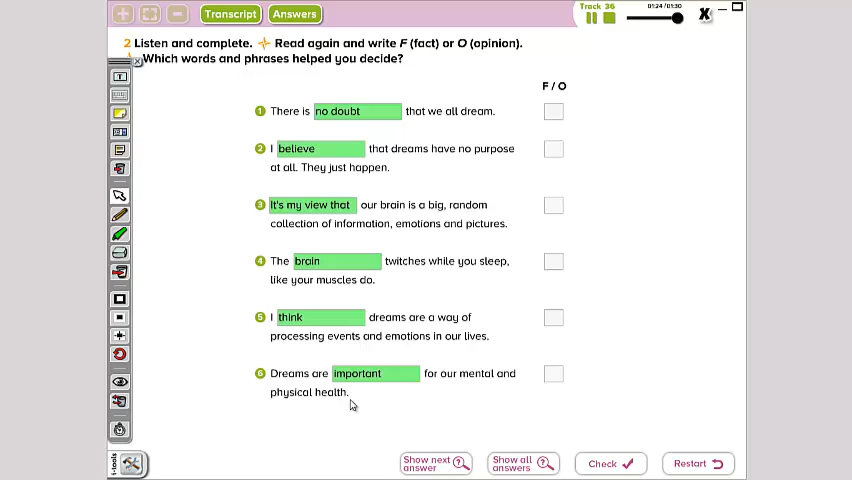 Transcript
Answers
Track 36
01:24 / 01:30
X
2 Listen and complete. Read again and write F (fact) or O (opinion).
Which words and phrases helped you decide?
F / O
1 There is no doubt that we all dream.
2 I believe that dreams have no purpose
at all. They just happen.
3 It's my view that our brain is a big, random
collection of information, emotions and pictures.
4 The brain twitches while you sleep,
like your muscles do.
5 I think dreams are a way of
processing events and emotions in our lives.
6 Dreams are important for our mental and
physical health.
t-tools
Show next
answer
Show all
answers
Check
Restart